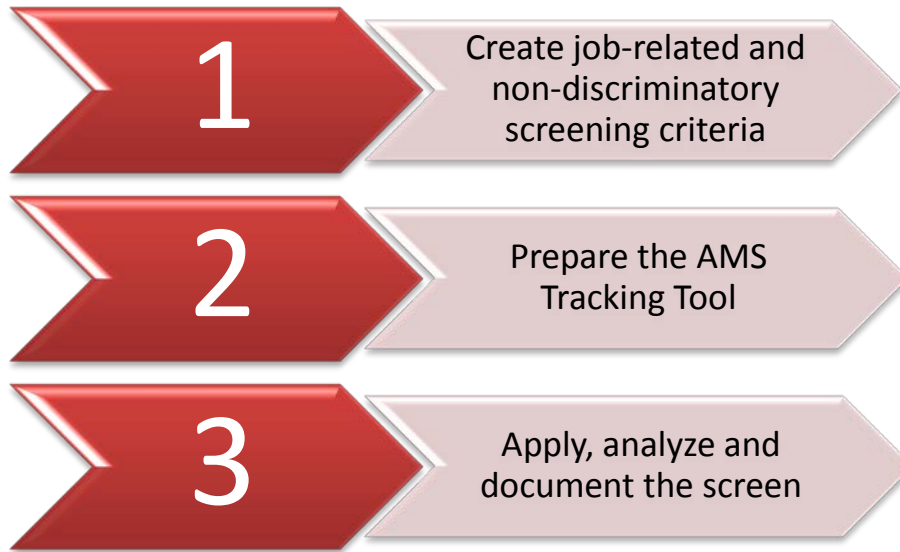 1
Create job-related and
non-discriminatory
screening criteria
2
Prepare the AMS
Tracking Tool
3
Apply, analyze and
document the screen